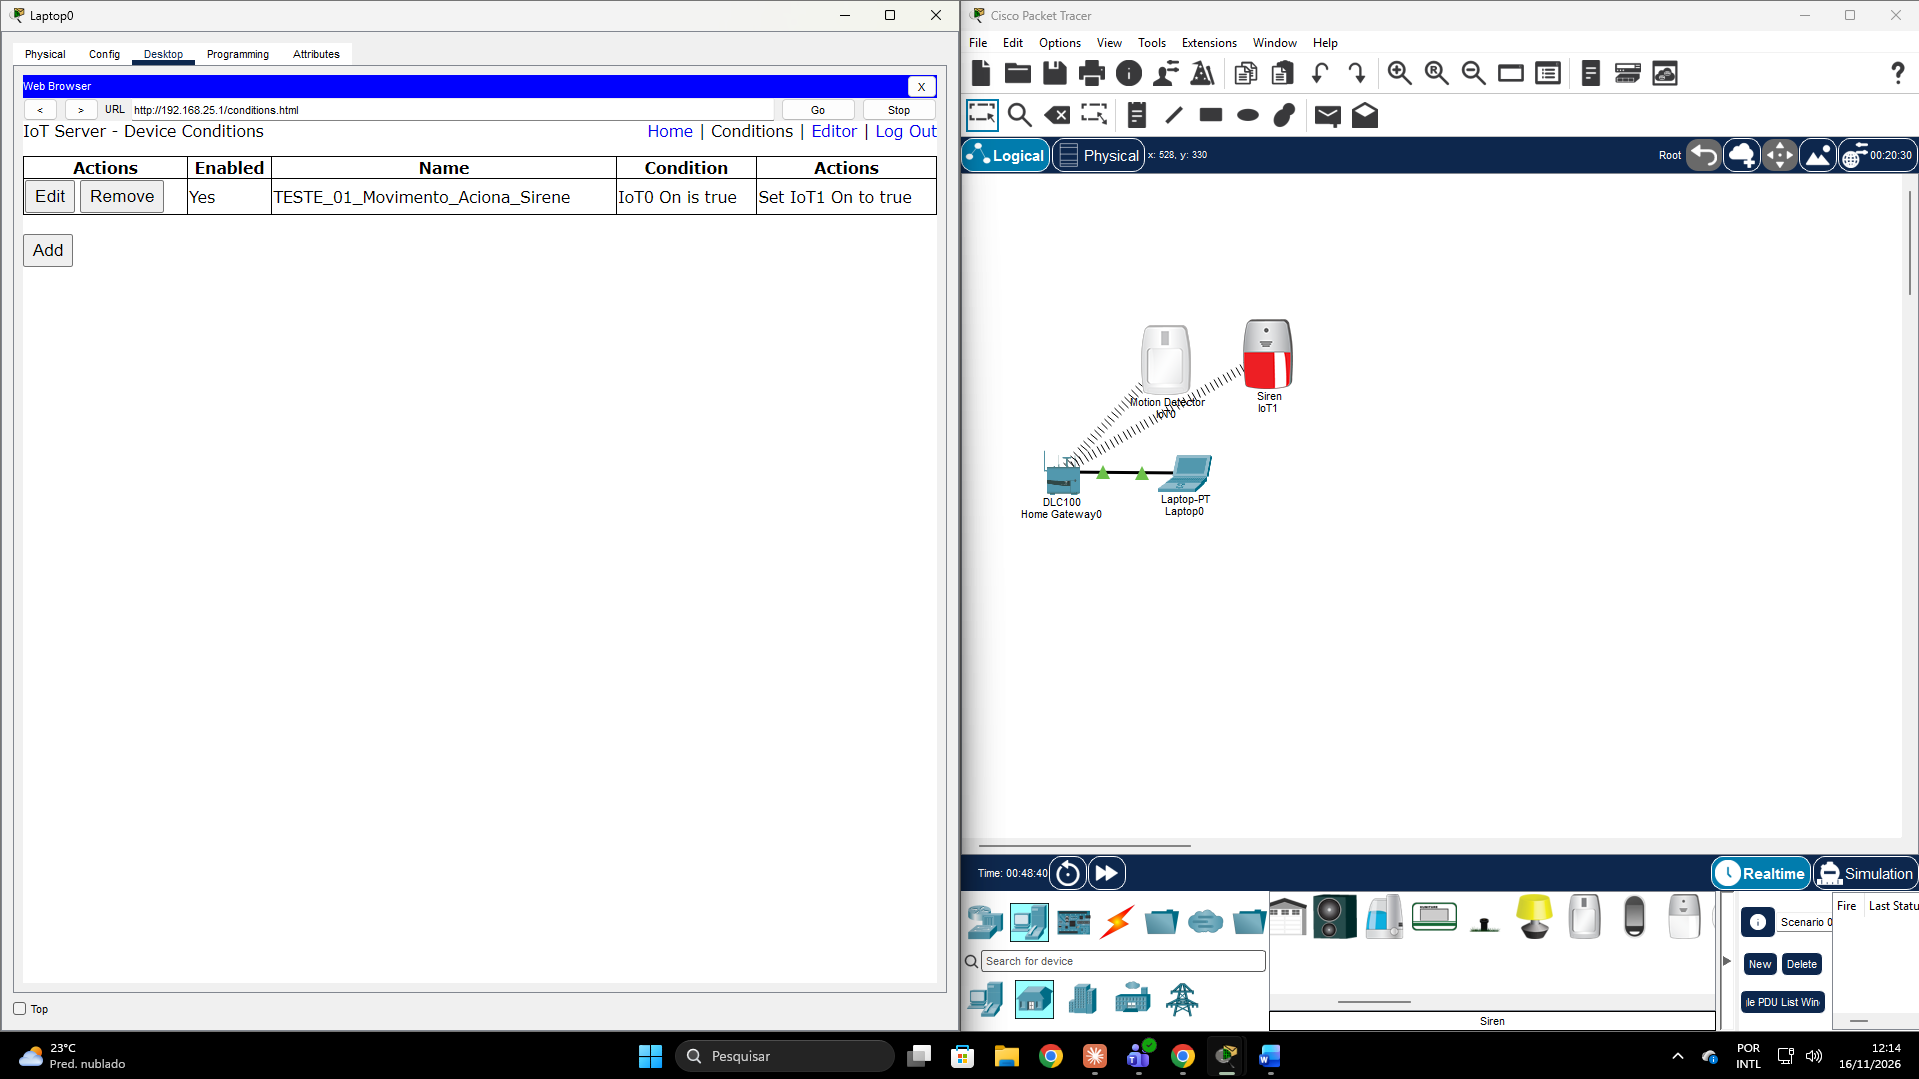 Laptop0
Physical
Config
Desktop
Programming
Attributes
Web Browser
X
<
>
URL
http://192.168.25.1/conditions.html
Go
Stop
IoT Server - Device Conditions
Home | Conditions | Editor | Log Out
Actions
Enabled
Name
Condition
Actions
Edit
Remove
Yes
TESTE_01_Movimento_Aciona_Sirene
IoT0 On is true
Set IoT1 On to true
Add
Top
Cisco Packet Tracer
File
Edit
Options
View
Tools
Extensions
Window
Help
Logical
Physical
x: 528, y: 330
Root
00:20:30
Motion Detector
IoT0
Siren
IoT1
DLC100
Home Gateway0
Laptop-PT
Laptop0
Time: 00:48:40
Realtime
Simulation
Search for device
Siren
Scenario 0
New
Delete
le PDU List Win
Fire
Last Statu
23°C
Pred. nublado
Pesquisar
POR
INTL
12:14
16/11/2026